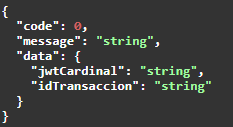 {
  "code": 0,
  "message": "string",
  "data": {
    "jwtCardinal": "string",
    "idTransaccion": "string"
  }
}